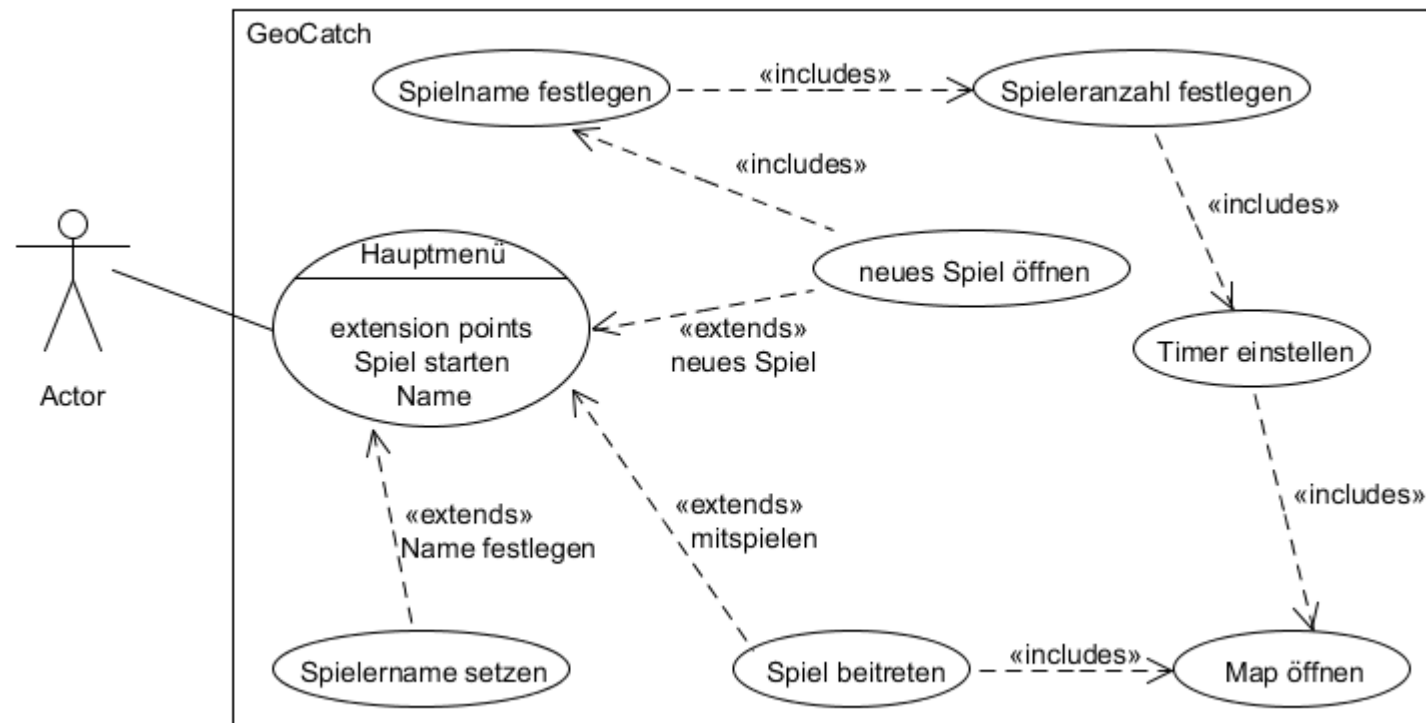 GeoCatch
Spielname festlegen
«includes»
Spieleranzahl festlegen
«includes»
«includes»
Hauptmenü
extension points
Spiel starten
Name
neues Spiel öffnen
«extends»
neues Spiel
Timer einstellen
Actor
«extends»
Name festlegen
«extends»
mitspielen
«includes»
Spielername setzen
Spiel beitreten
«includes»
Map öffnen